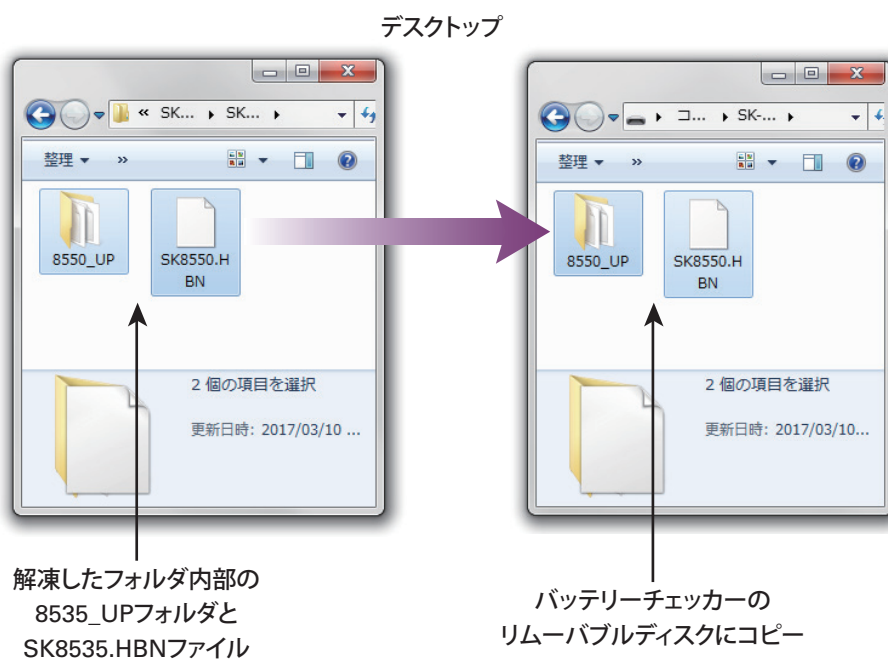 デスクトップ
« SK... ▸ SK... ▸
整理 ▼ »
8550_UP
SK8550.H
BN
2 個の項目を選択
更新日時: 2017/03/10 ...
▸ コ... ▸ SK-... ▸
整理 ▼ »
8550_UP
SK8550.H
BN
2 個の項目を選択
更新日時: 2017/03/10...
解凍したフォルダ内部の
8535_UPフォルダと
SK8535.HBNファイル
バッテリーチェッカーの
リムーバブルディスクにコピー